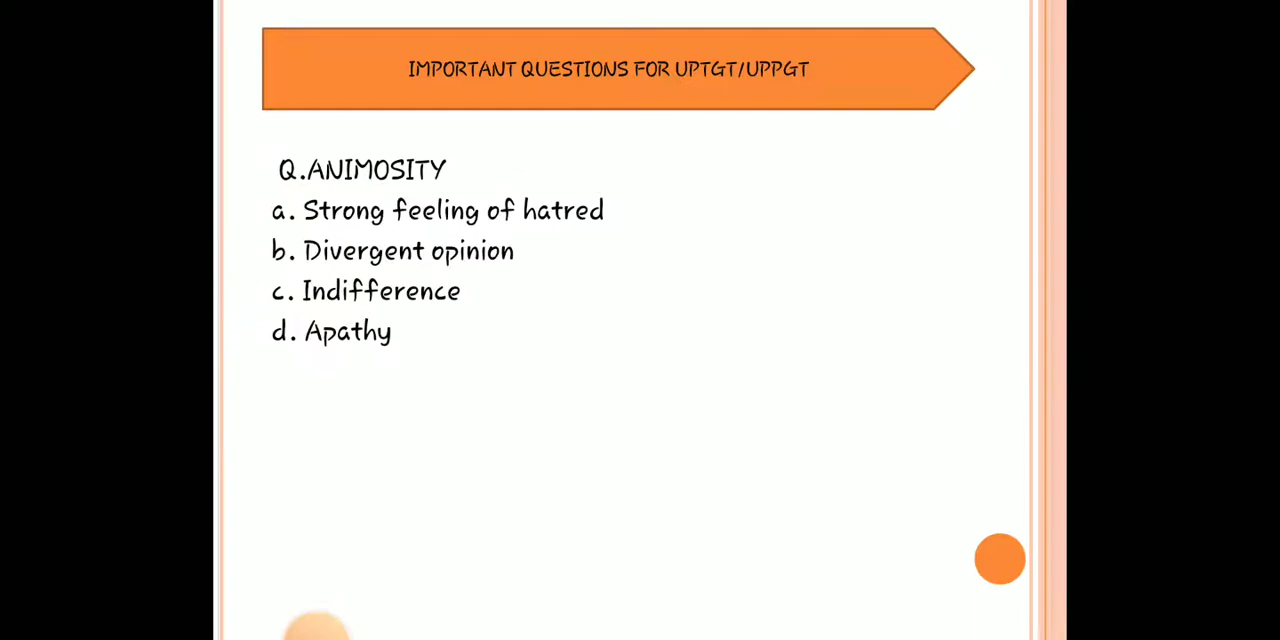 IMPORTANT QUESTIONS FOR UPTGT/UPPGT
Q.ANIMOSITY
a. Strong feeling of hatred
b. Divergent opinion
c. Indifference
d. Apathy